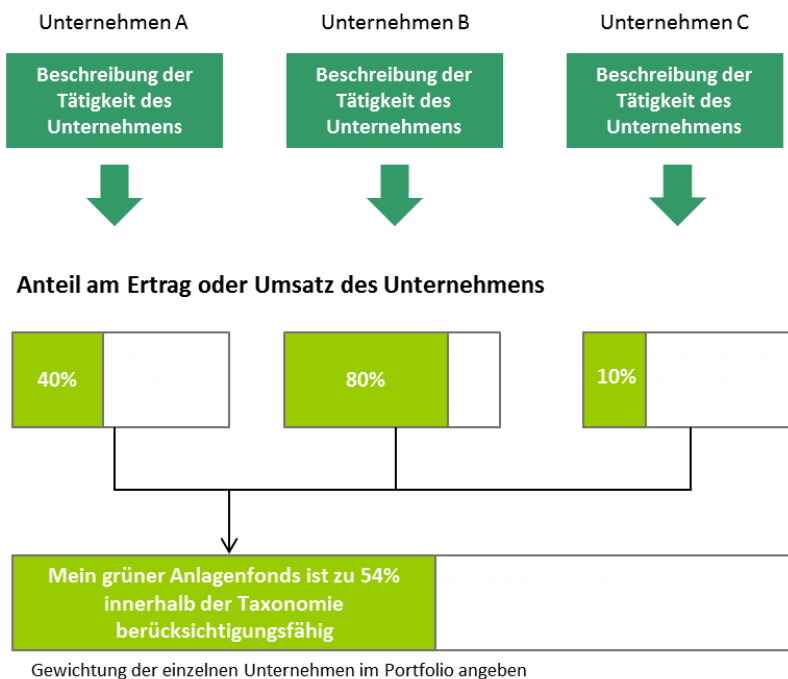 Unternehmen A
Unternehmen B
Unternehmen C
Beschreibung der
Tätigkeit des
Unternehmens
Beschreibung der
Tätigkeit des
Unternehmens
Beschreibung der
Tätigkeit des
Unternehmens
Anteil am Ertrag oder Umsatz des Unternehmens
40%
80%
10%
Mein grüner Anlagenfonds ist zu 54%
innerhalb der Taxonomie
berücksichtigungsfähig
Gewichtung der einzelnen Unternehmen im Portfolio angeben